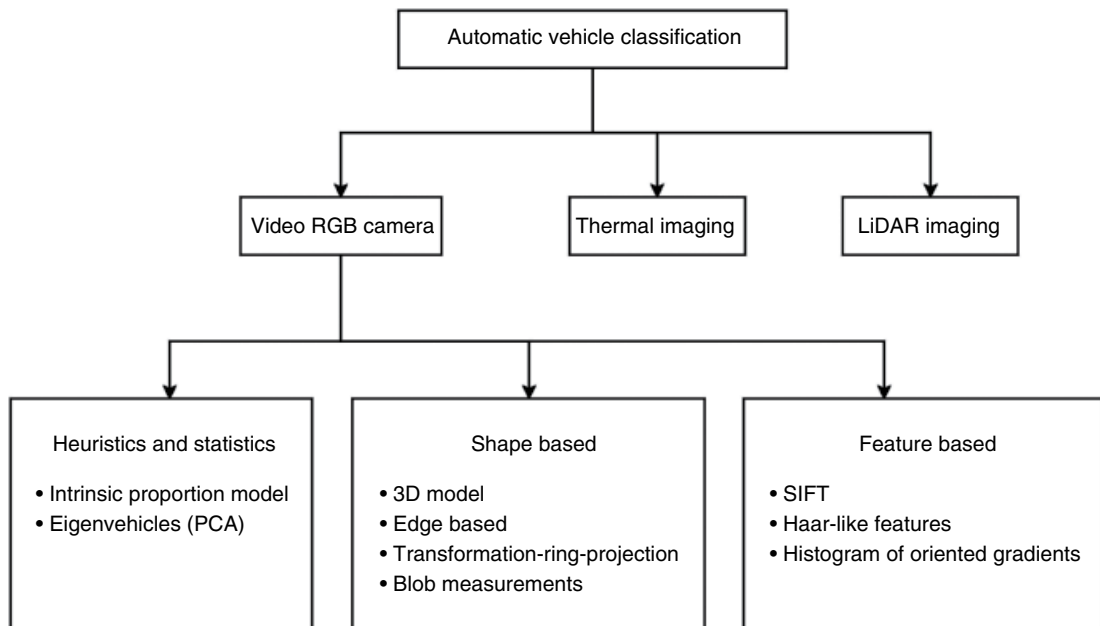 Automatic vehicle classification
Video RGB camera
Thermal imaging
LiDAR imaging
Heuristics and statistics
• Intrinsic proportion model
• Eigenvehicles (PCA)
Shape based
• 3D model
• Edge based
• Transformation-ring-projection
• Blob measurements
Feature based
• SIFT
• Haar-like features
• Histogram of oriented gradients